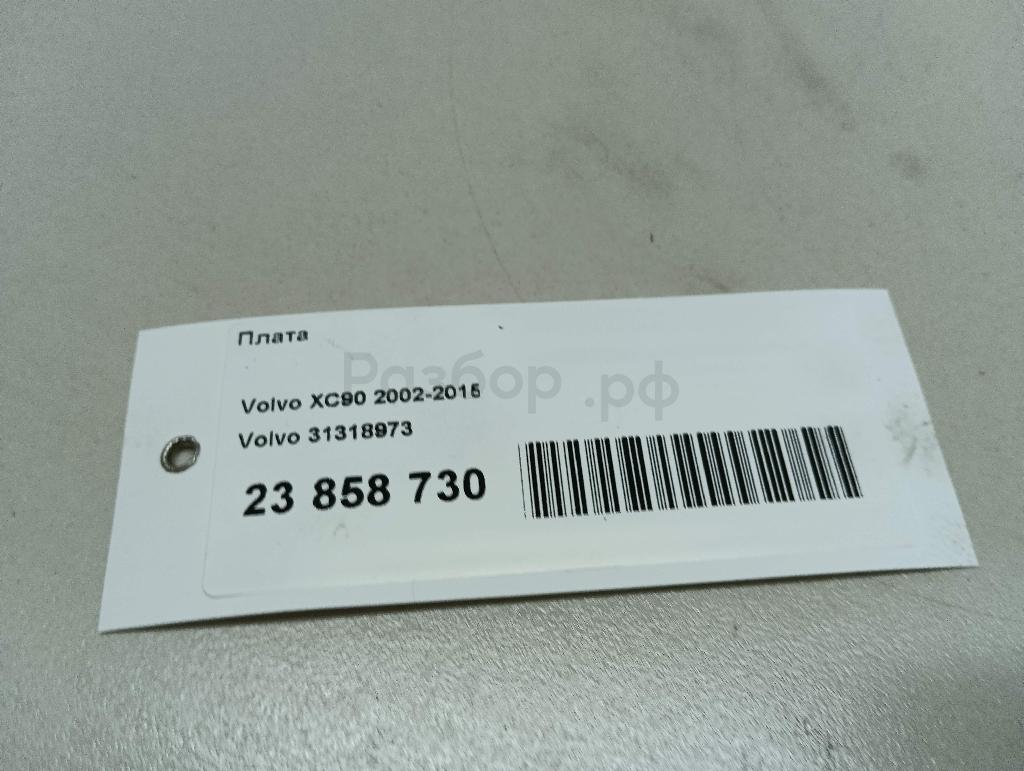 Плата
Разбор.рф
Volvo XC90 2002-2015
Volvo 31318973
23 858 730